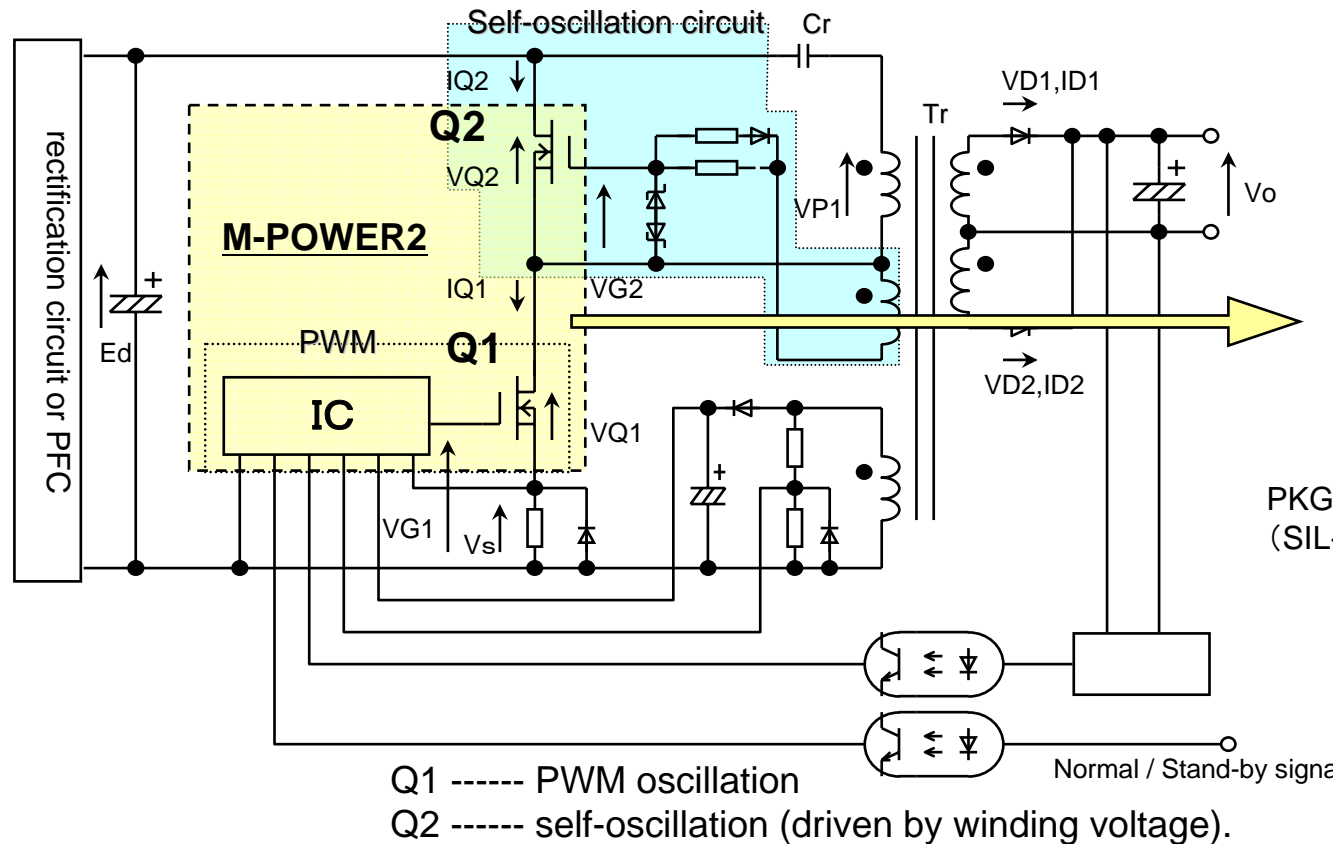 Self-oscillation circuit
Cr
IQ2
VD1,ID1
Q2
Tr
VQ2
VP1
Vo
M-POWER2
rectification circuit or PFC
Ed
+
+
IQ1
VG2
PWM
Q1
VD2,ID2
IC
VQ1
+
VG1
Vs
PKG
（SIL-
Normal / Stand-by signa
Q1 ------ PWM oscillation
Q2 ------ self-oscillation (driven by winding voltage).